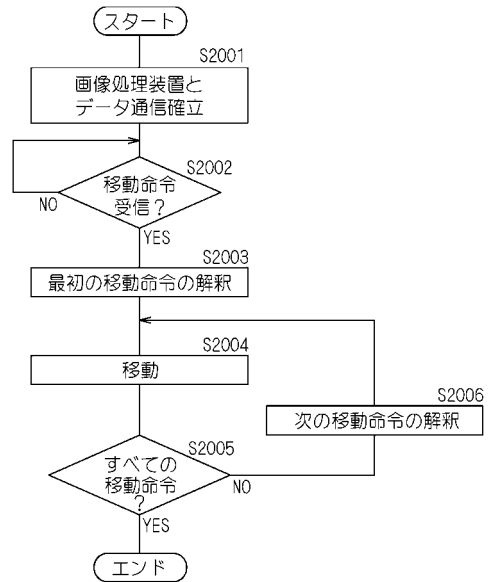 スタート
S2001
画像処理装置と
データ通信確立
S2002
移動命令
受信？
NO
YES
S2003
最初の移動命令の解釈
S2004
移動
S2006
次の移動命令の解釈
S2005
すべての
移動命令
？
NO
YES
エンド